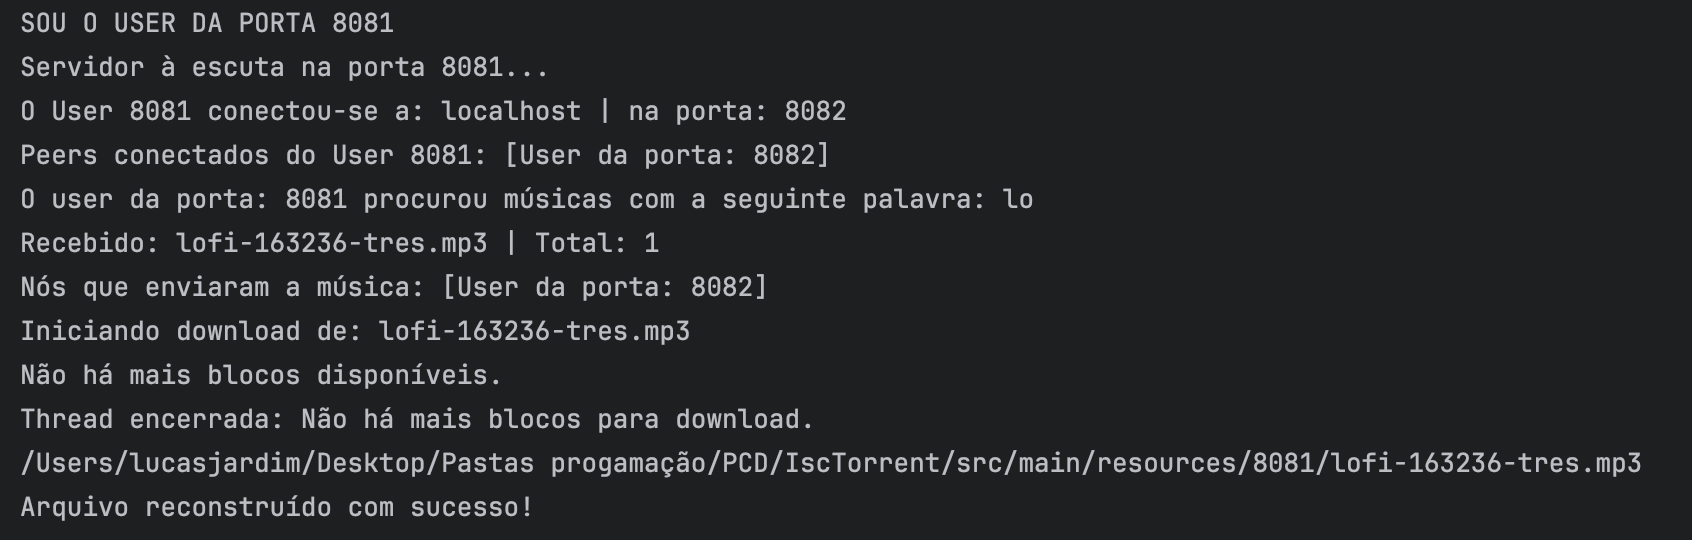 SOU O USER DA PORTA 8081
Servidor à escuta na porta 8081...
O User 8081 conectou-se a: localhost | na porta: 8082
Peers conectados do User 8081: [User da porta: 8082]
O user da porta: 8081 procurou músicas com a seguinte palavra: lo
Recebido: lofi-163236-tres.mp3 | Total: 1
Nós que enviaram a música: [User da porta: 8082]
Iniciando download de: lofi-163236-tres.mp3
Não há mais blocos disponíveis.
Thread encerrada: Não há mais blocos para download.
/Users/lucasjardim/Desktop/Pastas progamação/PCD/IscTorrent/src/main/resources/8081/lofi-163236-tres.mp3
Arquivo reconstruído com sucesso!